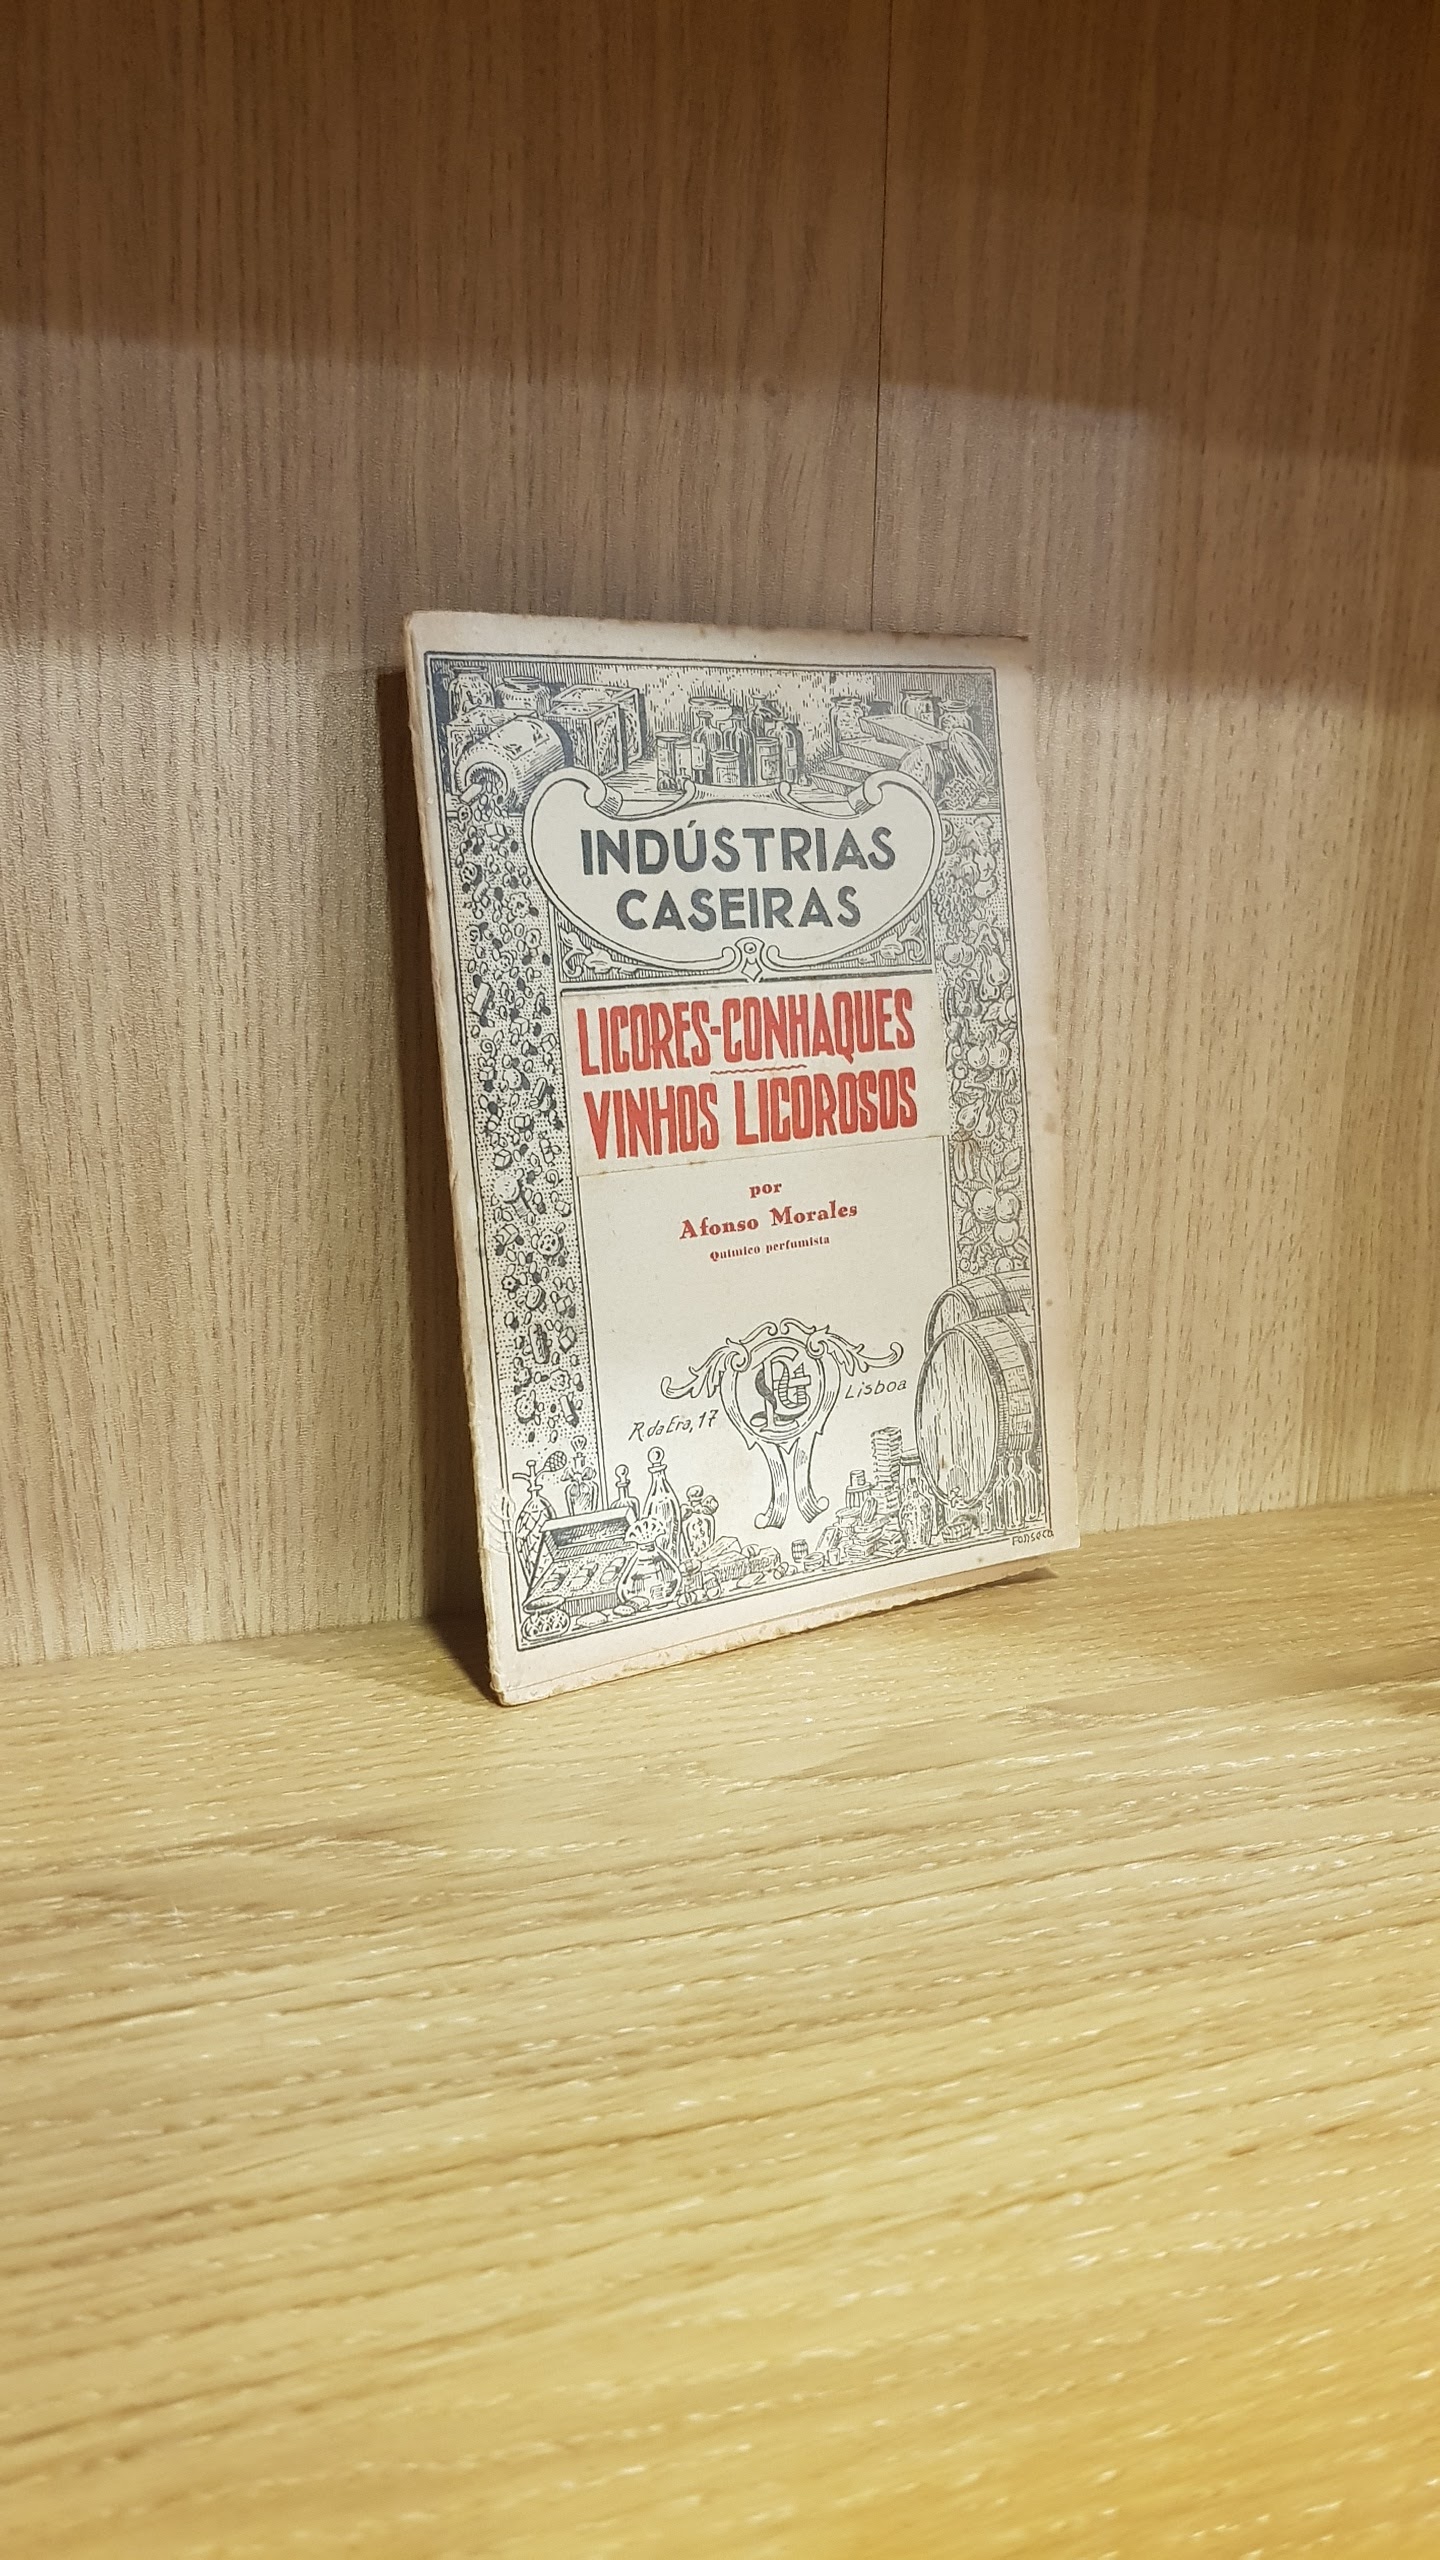 INDÚSTRIAS
CASEIRAS
LICORES-CONHAQUES
VINHOS LICOROSOS
por
Afonso Morales
Químico perfumista
R da Era, 17
Lisboa
Fonseca